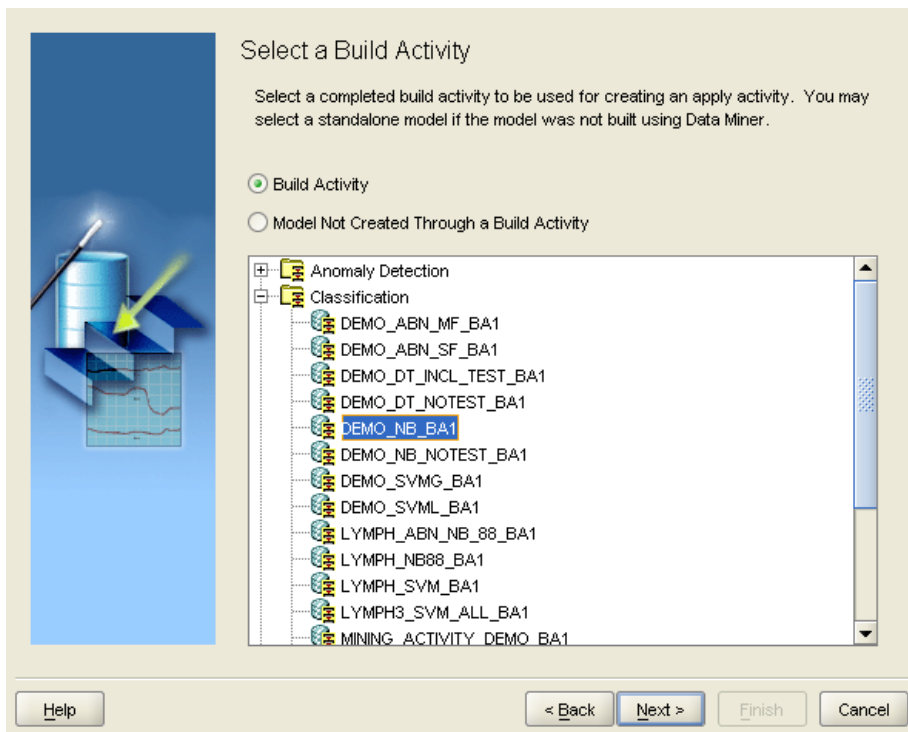 Select a Build Activity
Select a completed build activity to be used for creating an apply activity. You may
select a standalone model if the model was not built using Data Miner.
Build Activity
Model Not Created Through a Build Activity
Anomaly Detection
Classification
DEMO_ABN_MF_BA1
DEMO_ABN_SF_BA1
DEMO_DT_INCL_TEST_BA1
DEMO_DT_NOTEST_BA1
DEMO_NB_BA1
DEMO_NB_NOTEST_BA1
DEMO_SVMG_BA1
DEMO_SVML_BA1
LYMPH_ABN_NB_88_BA1
LYMPH_NB88_BA1
LYMPH_SVM_BA1
LYMPH3_SVM_ALL_BA1
MINING_ACTIVITY_DEMO_BA1
Help < Back Next > Finish Cancel